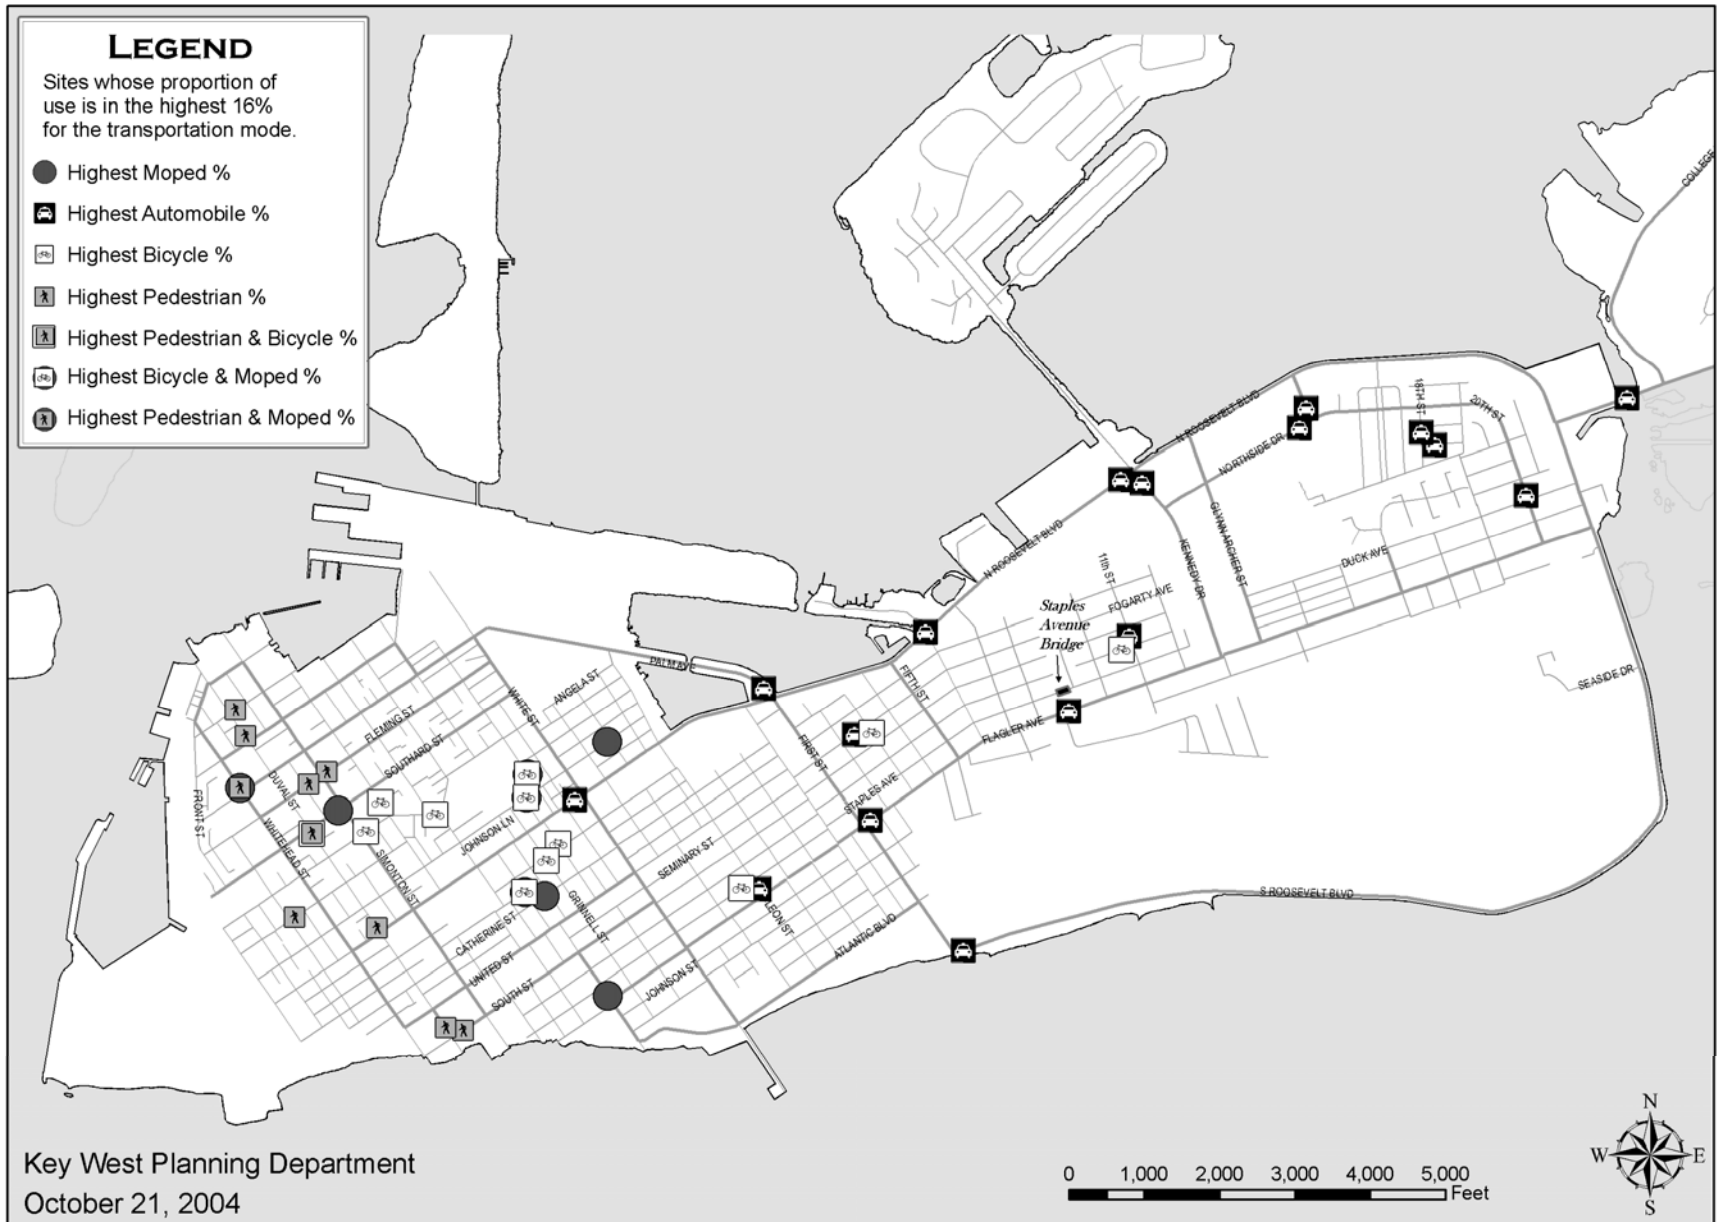 LEGEND
Sites whose proportion of
use is in the highest 16%
for the transportation mode.
Highest Moped %
Highest Automobile %
Highest Bicycle %
Highest Pedestrian %
Highest Pedestrian & Bicycle %
Highest Bicycle & Moped %
Highest Pedestrian & Moped %
COLLEGE
N ROOSEVELT BLVD
18TH ST
20TH ST
NORTHSIDE DR
GLYNN ARCHER ST
N ROOSEVELT BLVD
KENNEDY DR
DUCK AVE
11th ST
FOGARTY AVE
Staples
Avenue
Bridge
PALM AVE
ANGELA ST
WHITE ST
FIFTH ST
SEASIDE DR
FLEMING ST
SOUTHARD ST
FLAGLER AVE
FIRST ST
DUVAL ST
FRONT ST
STAPLES AVE
JOHNSON LN
WHITEHEAD ST
SIMONTON ST
SEMINARY ST
S ROOSEVELT BLVD
GRINNELL ST
LEON ST
CATHERINE ST
ATLANTIC BLVD
UNITED ST
SOUTH ST
JOHNSON ST
N
W
E
S
Key West Planning Department
October 21, 2004
0 1,000 2,000 3,000 4,000 5,000
Feet